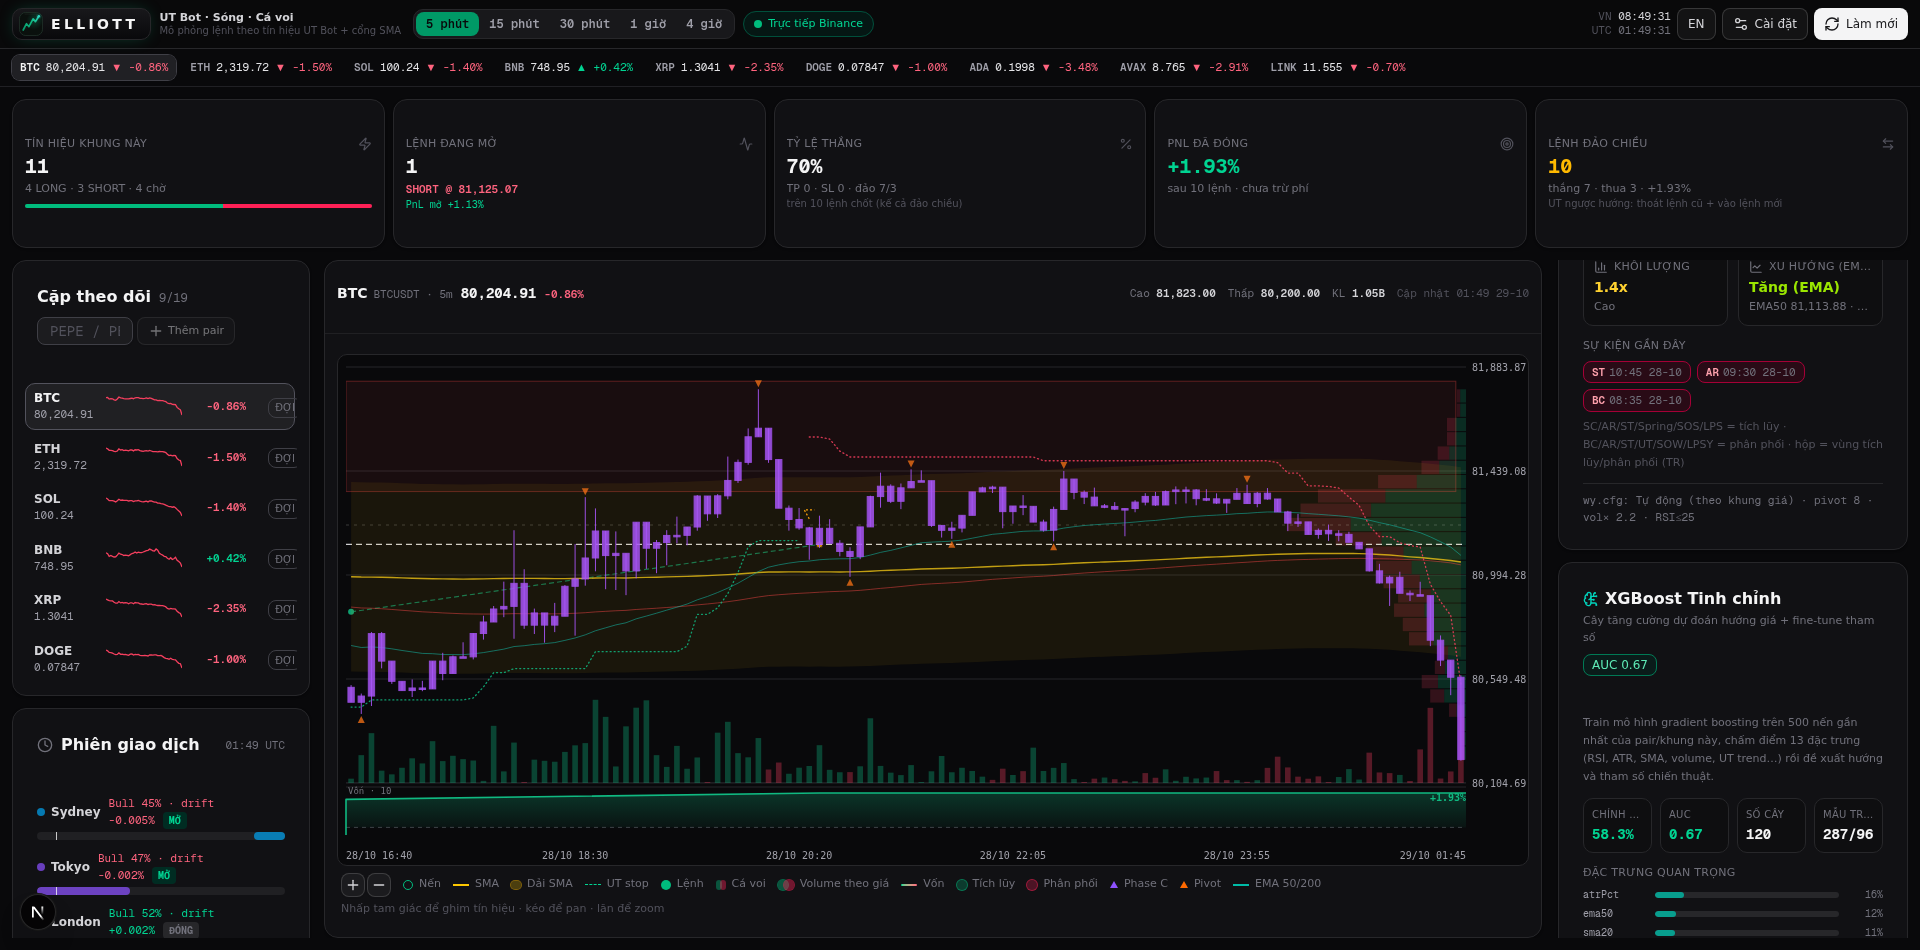 ELLIOTT
UT Bot · Sóng · Cá voi
Mô phỏng lệnh theo tín hiệu UT Bot + cổng SMA
5 phút 15 phút 30 phút 1 giờ 4 giờ
Trực tiếp Binance
VN 08:49:31
UTC 01:49:31
EN
Cài đặt
Làm mới
BTC 80,204.91 ▼ -0.86% ETH 2,319.72 ▼ -1.50% SOL 100.24 ▼ -1.40% BNB 748.95 ▲ +0.42% XRP 1.3041 ▼ -2.35% DOGE 0.07847 ▼ -1.00% ADA 0.1998 ▼ -3.48% AVAX 8.765 ▼ -2.91% LINK 11.555 ▼ -0.70%
TÍN HIỆU KHUNG NÀY
11
4 LONG · 3 SHORT · 4 chờ
LỆNH ĐANG MỞ
1
SHORT @ 81,125.07
PnL mở +1.13%
TỶ LỆ THẮNG
70%
TP 0 · SL 0 · đảo 7/3
trên 10 lệnh chốt (kể cả đảo chiều)
PNL ĐÃ ĐÓNG
+1.93%
sau 10 lệnh · chưa trừ phí
LỆNH ĐẢO CHIỀU
10
thắng 7 · thua 3 · +1.93%
UT ngược hướng: thoát lệnh cũ + vào lệnh mới
Cặp theo dõi 9/19
PEPE / PI
Thêm pair
BTC
80,204.91
-0.86%
ĐỢI
ETH
2,319.72
-1.50%
ĐỢI
SOL
100.24
-1.40%
ĐỢI
BNB
748.95
+0.42%
ĐỢI
XRP
1.3041
-2.35%
ĐỢI
DOGE
0.07847
-1.00%
ĐỢI
Phiên giao dịch 01:49 UTC
Sydney
Bull 45% · drift
-0.005% MỞ
Tokyo
Bull 47% · drift
-0.002% MỞ
London
Bull 52% · drift
+0.002% ĐÓNG
BTC BTCUSDT · 5m 80,204.91 -0.86%
Cao 81,823.00 Thấp 80,200.00 KL 1.05B Cập nhật 01:49 29-10
81,883.87
81,439.08
80,994.28
80,549.48
80,104.69
Vốn · 10
+1.93%
28/10 16:40 28/10 18:30 28/10 20:20 28/10 22:05 28/10 23:55 29/10 01:45
Nến SMA Dải SMA UT stop Lệnh Cá voi Volume theo giá Vốn Tích lũy Phân phối Phase C Pivot EMA 50/200
Nhấp tam giác để ghim tín hiệu · kéo để pan · lăn để zoom
KHỐI LƯỢNG
1.4x
Cao
XU HƯỚNG (EM...
Tăng (EMA)
EMA50 81,113.88 · ...
SỰ KIỆN GẦN ĐÂY
ST 10:45 28-10
AR 09:30 28-10
BC 08:35 28-10
SC/AR/ST/Spring/SOS/LPS = tích lũy ·
BC/AR/ST/UT/SOW/LPSY = phân phối · hộp = vùng tích
lũy/phân phối (TR)
wy.cfg: Tự động (theo khung giá) · pivot 8 ·
vol× 2.2 · RSI≤25
XGBoost Tinh chỉnh
Cây tăng cường dự đoán hướng giá + fine-tune tham
số
AUC 0.67
Train mô hình gradient boosting trên 500 nến gần
nhất của pair/khung này, chấm điểm 13 đặc trưng
(RSI, ATR, SMA, volume, UT trend...) rồi đề xuất hướng
và tham số chiến thuật.
CHÍNH ...
58.3%
AUC
0.67
SỐ CÂY
120
MẪU TR...
287/96
ĐẶC TRƯNG QUAN TRỌNG
atrPct 16%
ema50 12%
sma20 11%